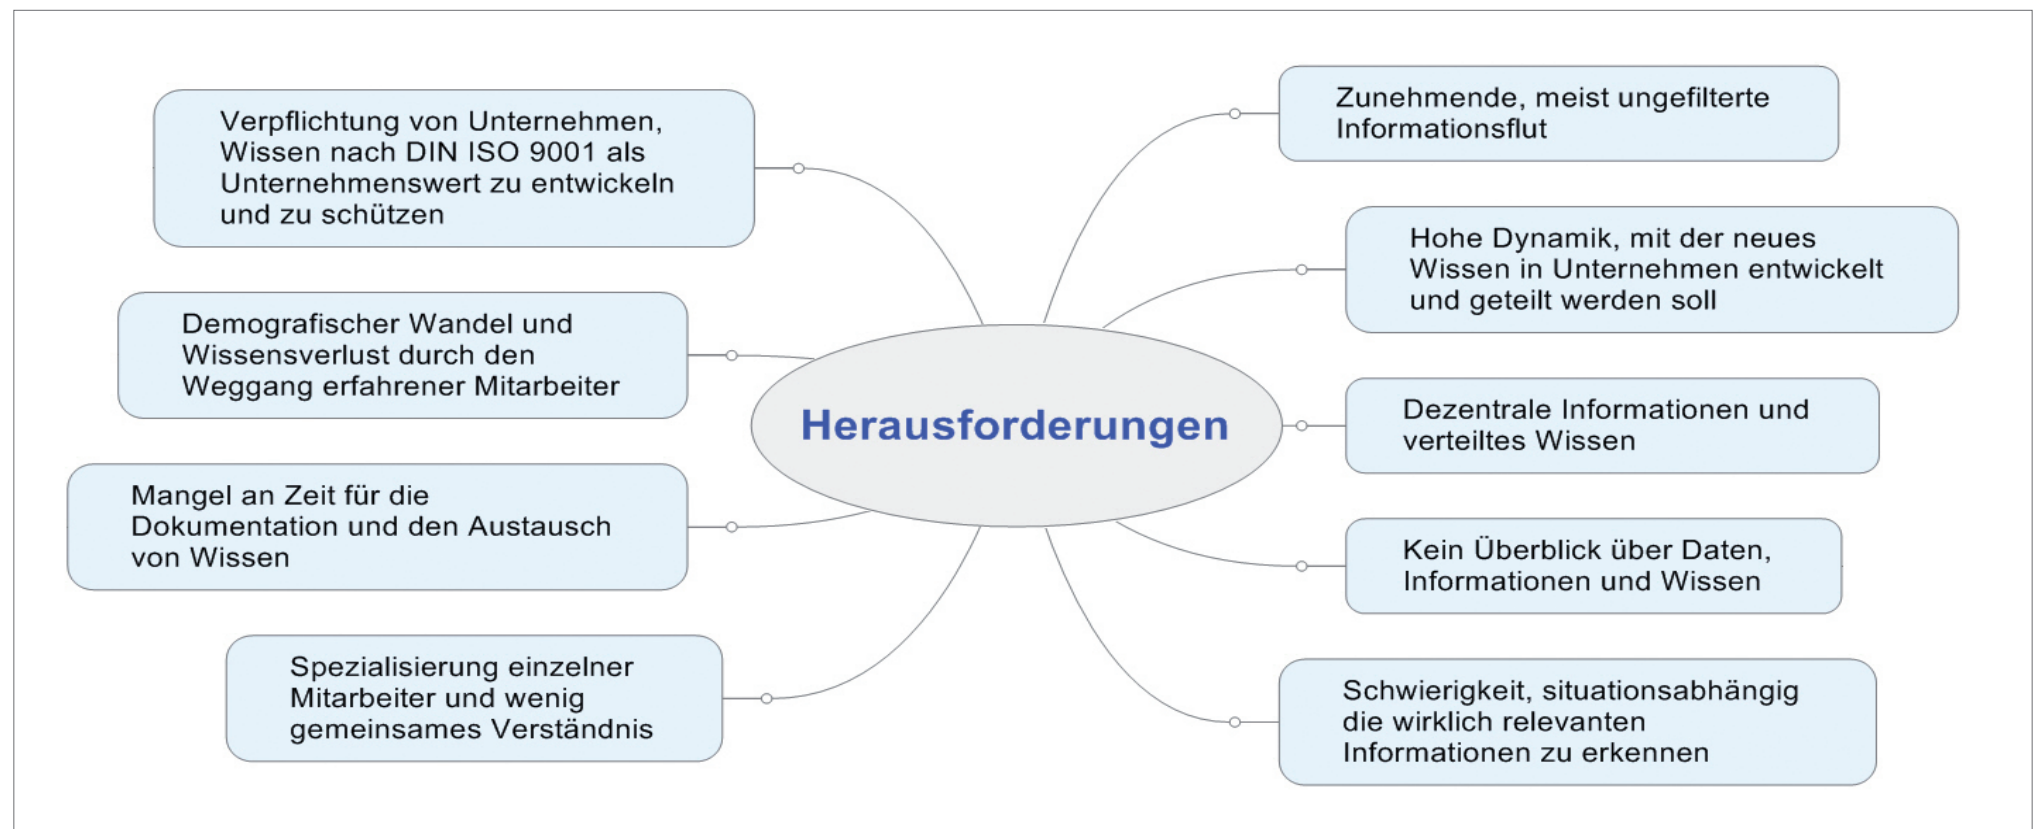 Verpflichtung von Unternehmen,
Wissen nach DIN ISO 9001 als
Unternehmenswert zu entwickeln
und zu schützen
Demografischer Wandel und
Wissensverlust durch den
Weggang erfahrener Mitarbeiter
Mangel an Zeit für die
Dokumentation und den Austausch
von Wissen
Spezialisierung einzelner
Mitarbeiter und wenig
gemeinsames Verständnis
Herausforderungen
Zunehmende, meist ungefilterte
Informationsflut
Hohe Dynamik, mit der neues
Wissen in Unternehmen entwickelt
und geteilt werden soll
Dezentrale Informationen und
verteiltes Wissen
Kein Überblick über Daten,
Informationen und Wissen
Schwierigkeit, situationsabhängig
die wirklich relevanten
Informationen zu erkennen